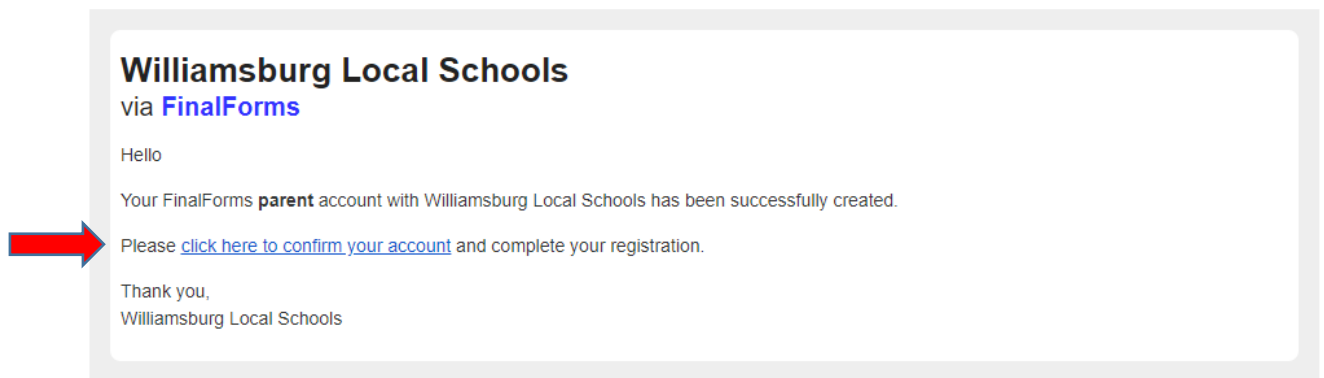 Williamsburg Local Schools
via FinalForms
Hello
Your FinalForms parent account with Williamsburg Local Schools has been successfully created.
Please click here to confirm your account and complete your registration.
Thank you,
Williamsburg Local Schools